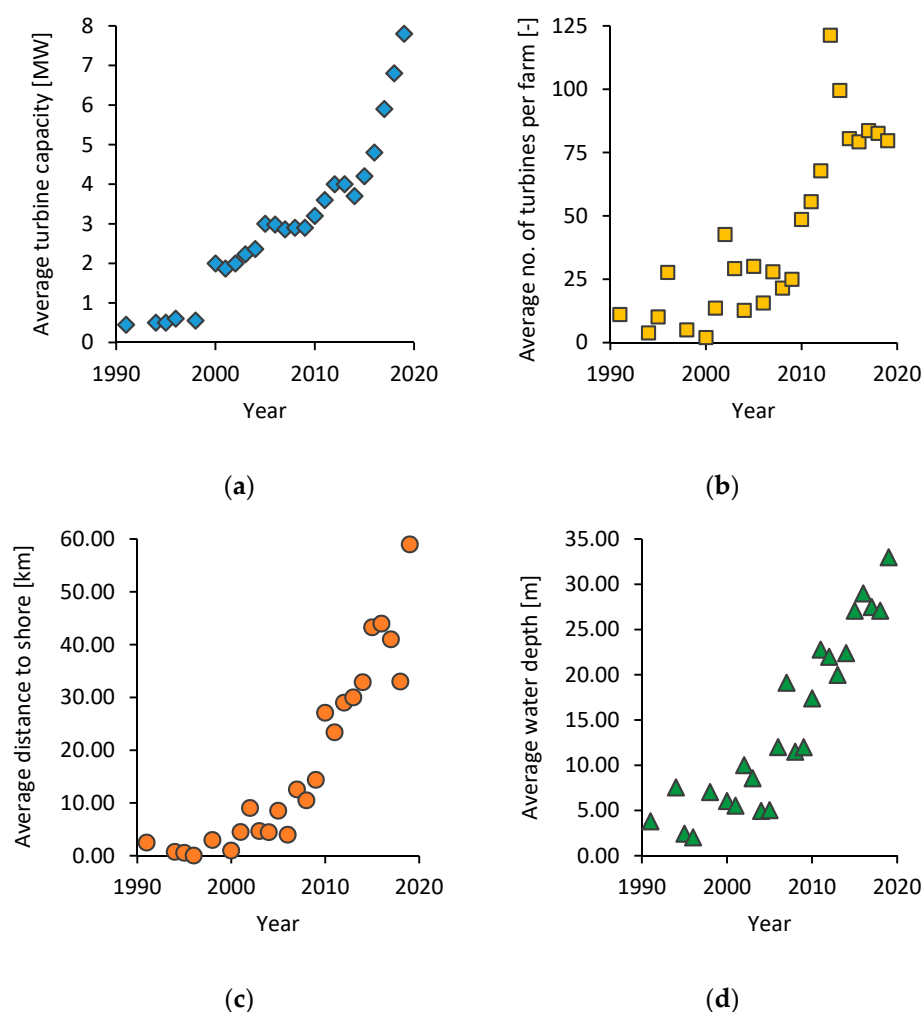 Average turbine capacity [MW]
8
7
6
5
4
3
2
1
0
1990 2000 2010 2020
Year
(a)
Average no. of turbines per farm [-]
125
100
75
50
25
0
1990 2000 2010 2020
Year
(b)
Average distance to shore [km]
60.00
50.00
40.00
30.00
20.00
10.00
0.00
1990 2000 2010 2020
Year
(c)
Average water depth [m]
35.00
30.00
25.00
20.00
15.00
10.00
5.00
0.00
1990 2000 2010 2020
Year
(d)